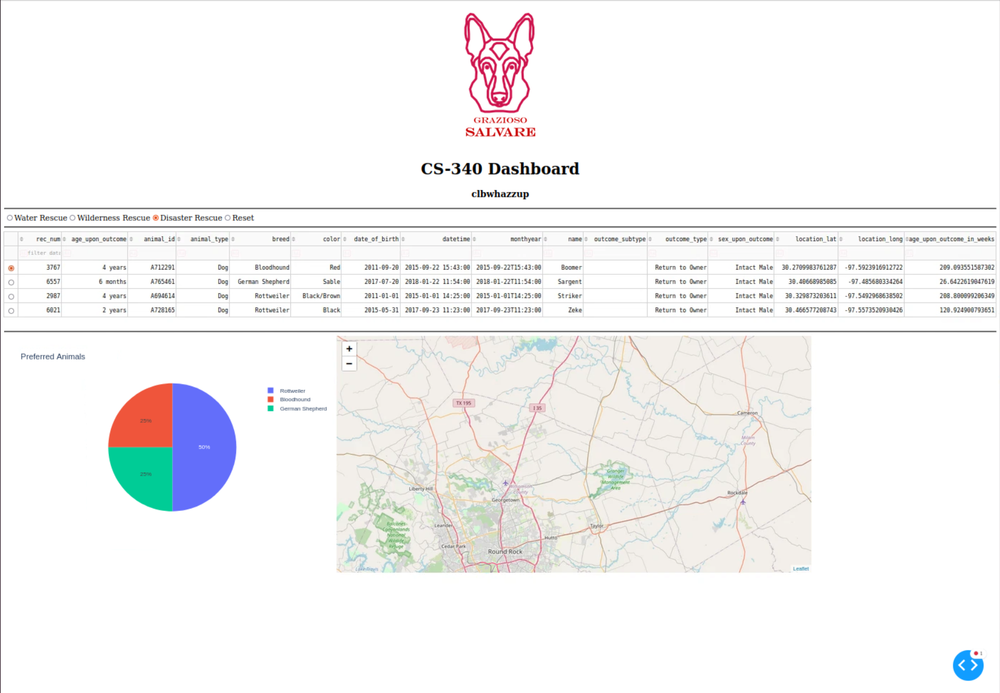 GRAZIOSO
SALVARE
CS-340 Dashboard
clbwhazzup
Water Rescue Wilderness Rescue Disaster Rescue Reset
rec_num age_upon_outcome animal_id animal_type breed color date_of_birth datetime monthyear name outcome_subtype outcome_type sex_upon_outcome location_lat location_long age_upon_outcome_in_weeks
filter data
3767 4 years A712291 Dog Bloodhound Red 2011-09-20 2015-09-22 15:43:00 2015-09-22T15:43:00 Boomer Return to Owner Intact Male 30.2709983761287 -97.5923916912722 209.093551587302
6557 6 months A765461 Dog German Shepherd Sable 2017-07-20 2018-01-22 11:54:00 2018-01-22T11:54:00 Sargent Return to Owner Intact Male 30.40668985085 -97.485680334264 26.6422619047619
2987 4 years A694614 Dog Rottweiler Black/Brown 2011-01-01 2015-01-01 14:25:00 2015-01-01T14:25:00 Striker Return to Owner Intact Male 30.329873203611 -97.5492968638502 208.800099206349
6021 2 years A728165 Dog Rottweiler Black 2015-05-31 2017-09-23 11:23:00 2017-09-23T11:23:00 Zeke Return to Owner Intact Male 30.466577208743 -97.5573520930426 120.924900793651
Preferred Animals
Rottweiler
Bloodhound
German Shepherd
25%
50%
25%
+
−
TX 195
I 35
Cameron
Milam
County
Granger
Wildlife
Management
Area
Liberty Hill
Williamson
County
Georgetown
Rockdale
Balcones
Canyonlands
National
Wildlife
Refuge
Leander
Taylor
Hutto
Cedar Park
Round Rock
Lake Travis
Leaflet
1